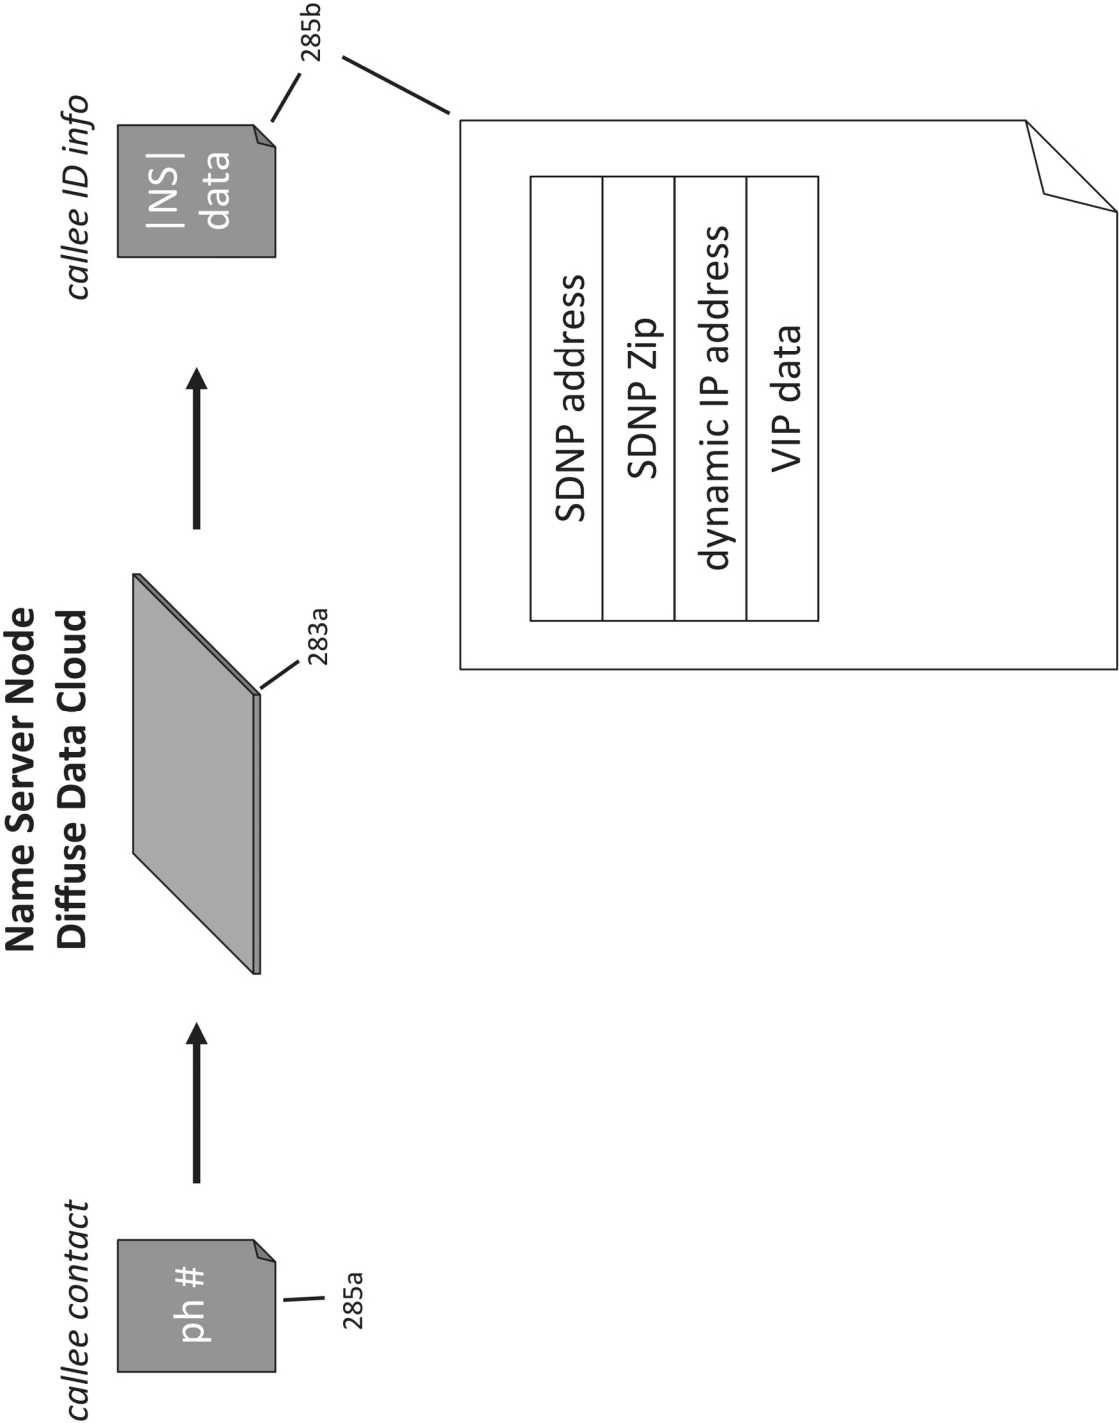 Name Server Node
Diffuse Data Cloud
callee contact
ph #
285a
283a
callee ID info
|NS|
data
285b
SDNP address
SDNP Zip
dynamic IP address
VIP data